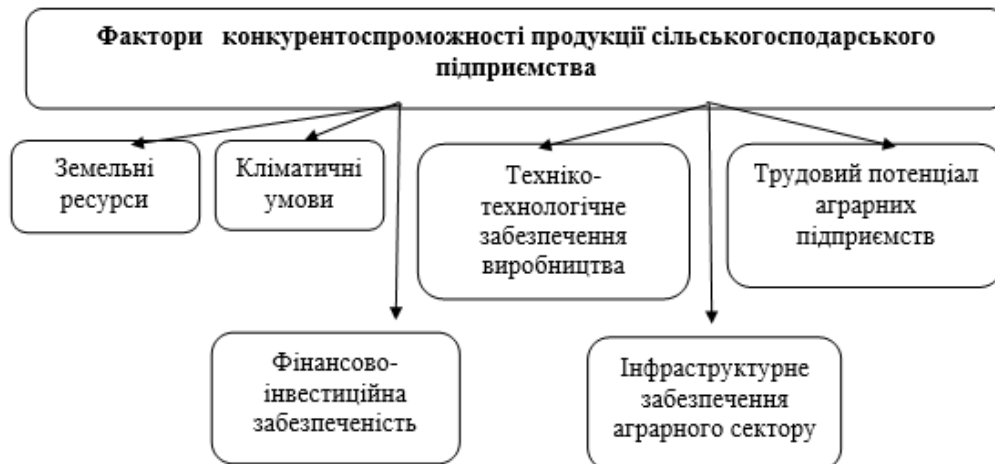 Фактори конкурентоспроможності продукції сільськогосподарського
підприємства
Земельні
ресурси
Кліматичні
умови
Техніко-
технологічне
забезпечення
виробництва
Трудовий потенціал
аграрних
підприємств
Фінансово-
інвестиційна
забезпеченість
Інфраструктурне
забезпечення
аграрного сектору